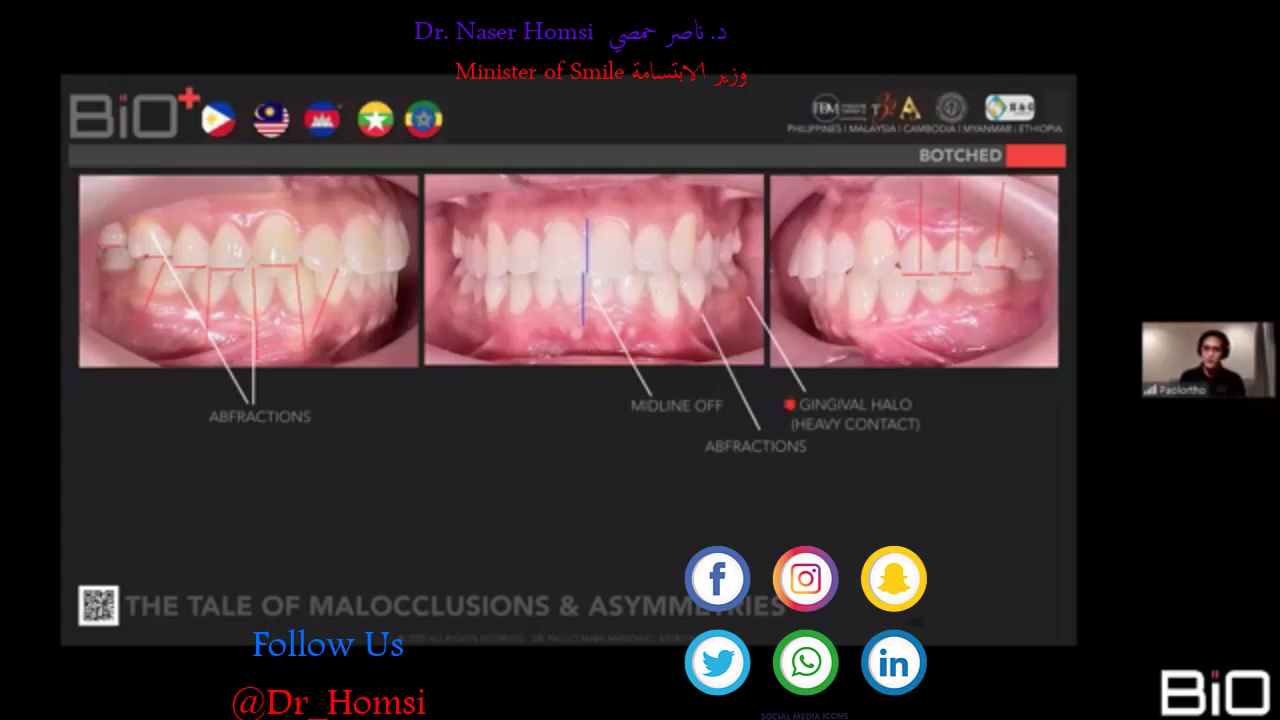 Dr. Naser Homsi د. ناصر حمصي
Minister of Smile وزير الابتسامة
BiO+
PHILIPPINES | MALAYSIA | CAMBODIA | MYANMAR | ETHIOPIA
BOTCHED
ABFRACTIONS
MIDLINE OFF
GINGIVAL HALO
(HEAVY CONTACT)
ABFRACTIONS
Paolortho
THE TALE OF MALOCCLUSIONS & ASYMMETRIES
Follow Us
@Dr_Homsi
SOCIAL MEDIA ICONS
BiO